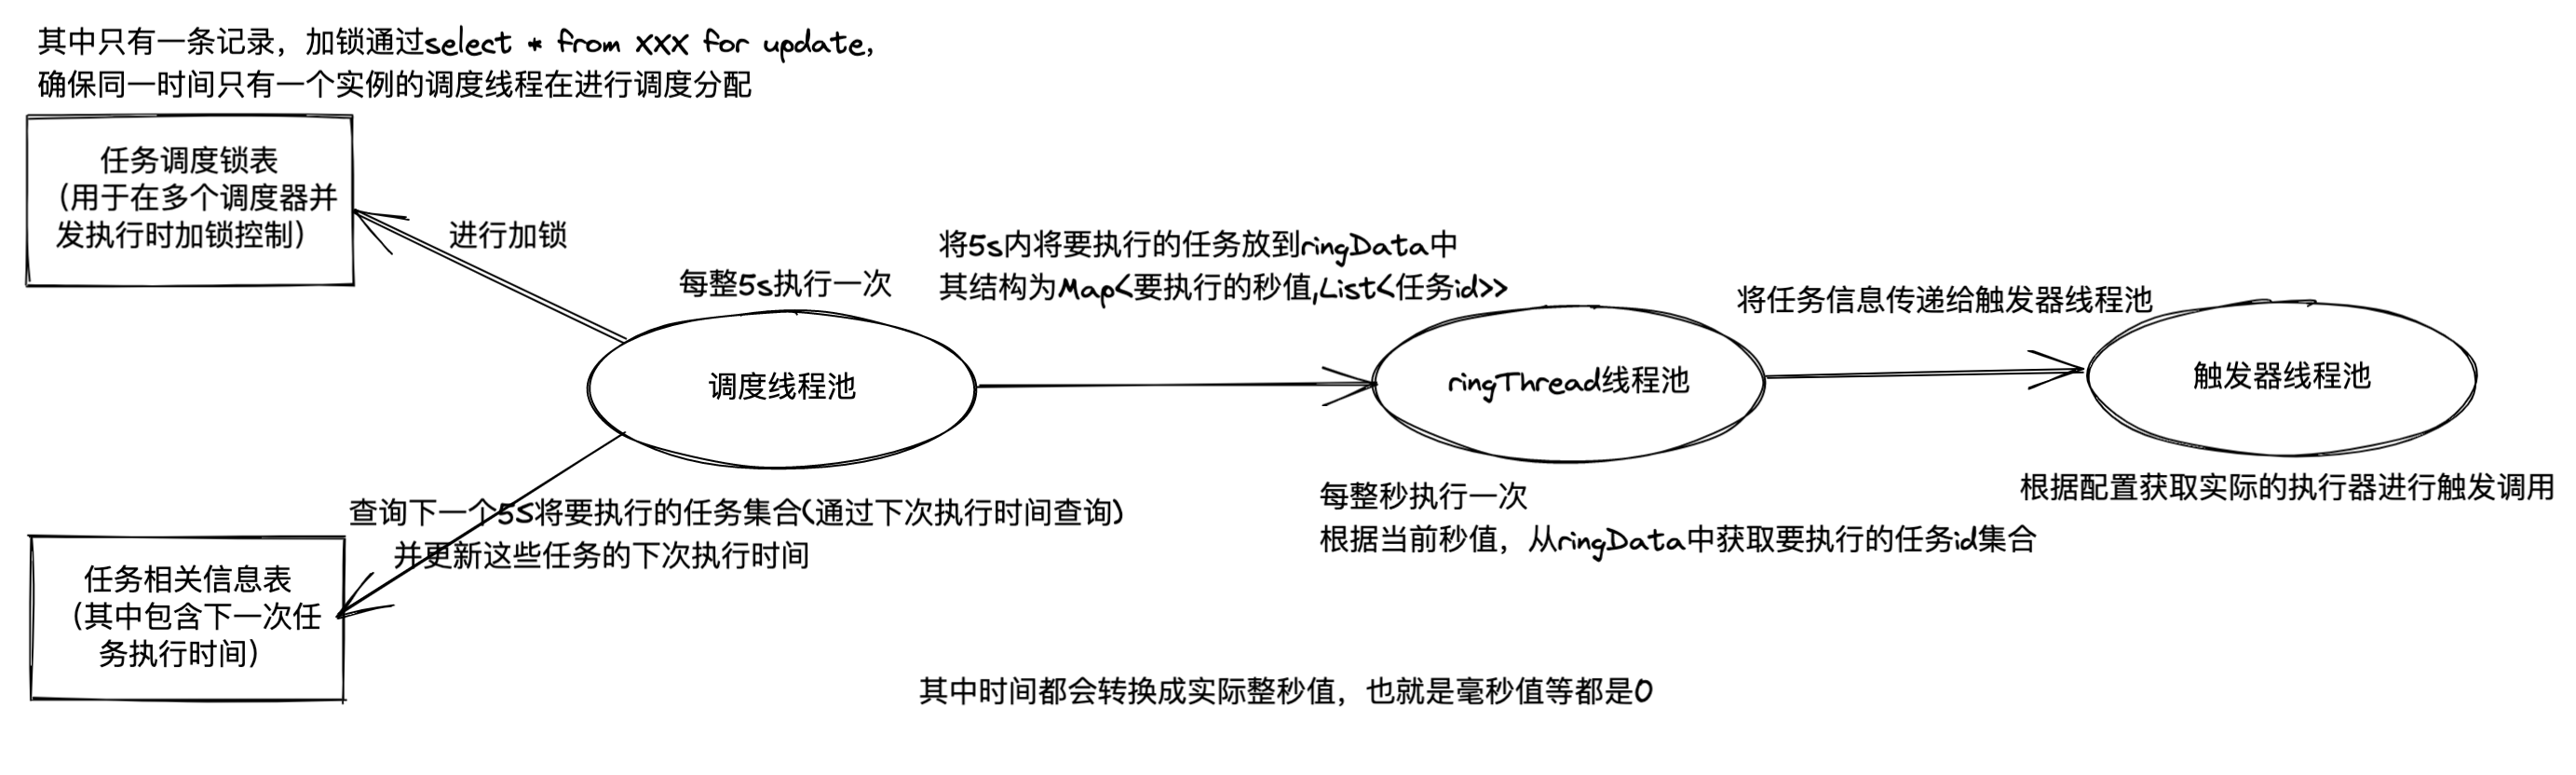 其中只有一条记录，加锁通过select * from XXX for update,
确保同一时间只有一个实例的调度线程在进行调度分配
任务调度锁表
（用于在多个调度器并
发执行时加锁控制）
进行加锁
每整5s执行一次
将5s内将要执行的任务放到ringData中
其结构为Map<要执行的秒值,List<任务id>>
将任务信息传递给触发器线程池
调度线程池
ringThread线程池
触发器线程池
查询下一个5S将要执行的任务集合(通过下次执行时间查询)
并更新这些任务的下次执行时间
每整秒执行一次
根据当前秒值，从ringData中获取要执行的任务id集合
根据配置获取实际的执行器进行触发调用
任务相关信息表
（其中包含下一次任
务执行时间）
其中时间都会转换成实际整秒值，也就是毫秒值等都是0